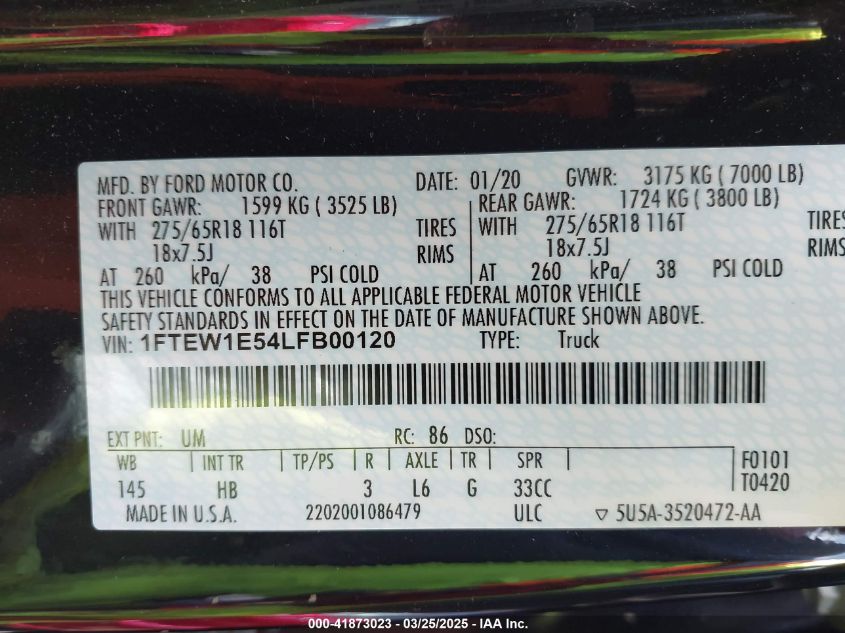 MFD. BY FORD MOTOR CO. DATE: 01/20 GVWR: 3175 KG ( 7000 LB)
FRONT GAWR: 1599 KG ( 3525 LB) REAR GAWR: 1724 KG ( 3800 LB)
WITH 275/65R18 116T TIRES WITH 275/65R18 116T TIRES
18x7.5J RIMS 18x7.5J RIMS
AT 260 kPa/ 38 PSI COLD AT 260 kPa/ 38 PSI COLD
THIS VEHICLE CONFORMS TO ALL APPLICABLE FEDERAL MOTOR VEHICLE
SAFETY STANDARDS IN EFFECT ON THE DATE OF MANUFACTURE SHOWN ABOVE.
VIN: 1FTEW1E54LFB00120 TYPE: Truck
EXT PNT: UM RC: 86 DSO:
WB INT TR TP/PS R AXLE TR SPR F0101
145 HB 3 L6 G 33CC T0420
MADE IN U.S.A. 2202001086479 ULC ▽ 5U5A-3520472-AA
000-41873023 - 03/25/2025 - IAA Inc.